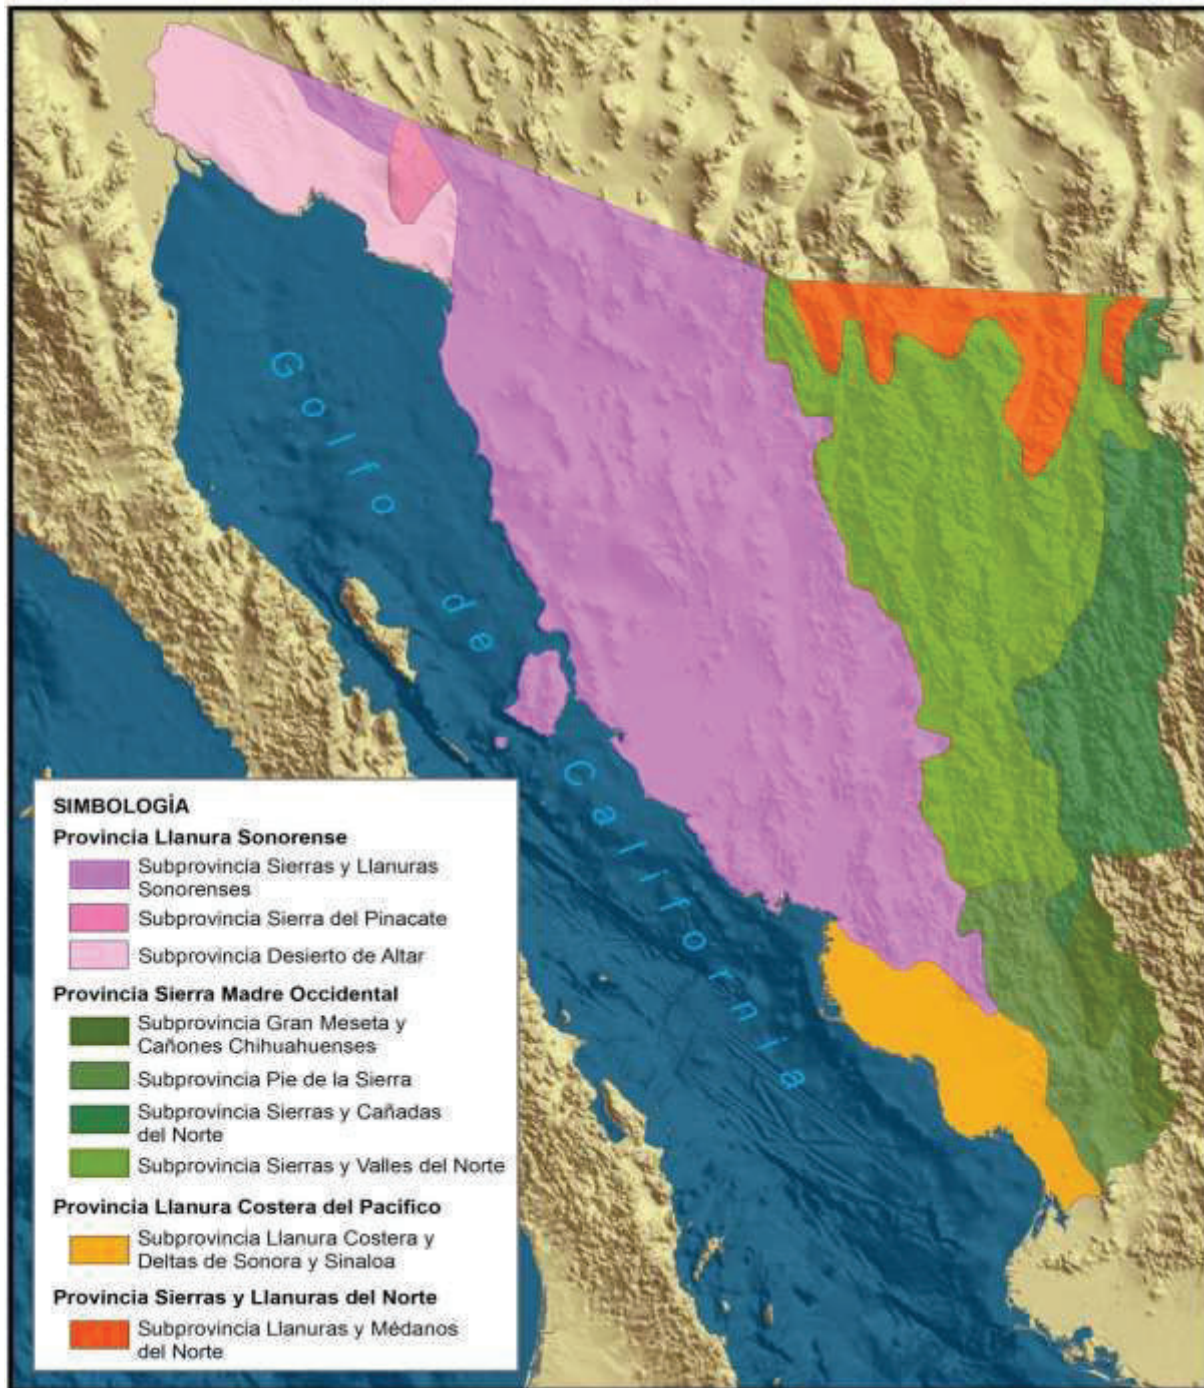 Golfo de California
SIMBOLOGÍA
Provincia Llanura Sonorense
Subprovincia Sierras y Llanuras
Sonorenses
Subprovincia Sierra del Pinacate
Subprovincia Desierto de Altar
Provincia Sierra Madre Occidental
Subprovincia Gran Meseta y
Cañones Chihuahuenses
Subprovincia Pie de la Sierra
Subprovincia Sierras y Cañadas
del Norte
Subprovincia Sierras y Valles del Norte
Provincia Llanura Costera del Pacifico
Subprovincia Llanura Costera y
Deltas de Sonora y Sinaloa
Provincia Sierras y Llanuras del Norte
Subprovincia Llanuras y Médanos
del Norte